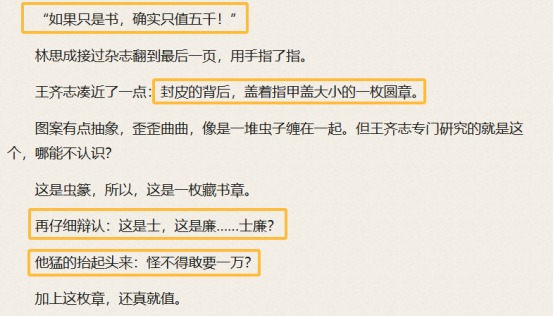 “如果只是书，确实只值五千！”
林思成接过杂志翻到最后一页，用手指了指。
王齐志凑近了一点：封皮的背后，盖着指甲盖大小的一枚圆章。
图案有点抽象，歪歪曲曲，像是一堆虫子缠在一起。但王齐志专门研究的就是这
个，哪能不认识？
这是虫篆，所以，这是一枚藏书章。
再仔细辩认：这是士，这是廉……士廉？
他猛的抬起头来：怪不得敢要一万？
加上这枚章，还真就值。